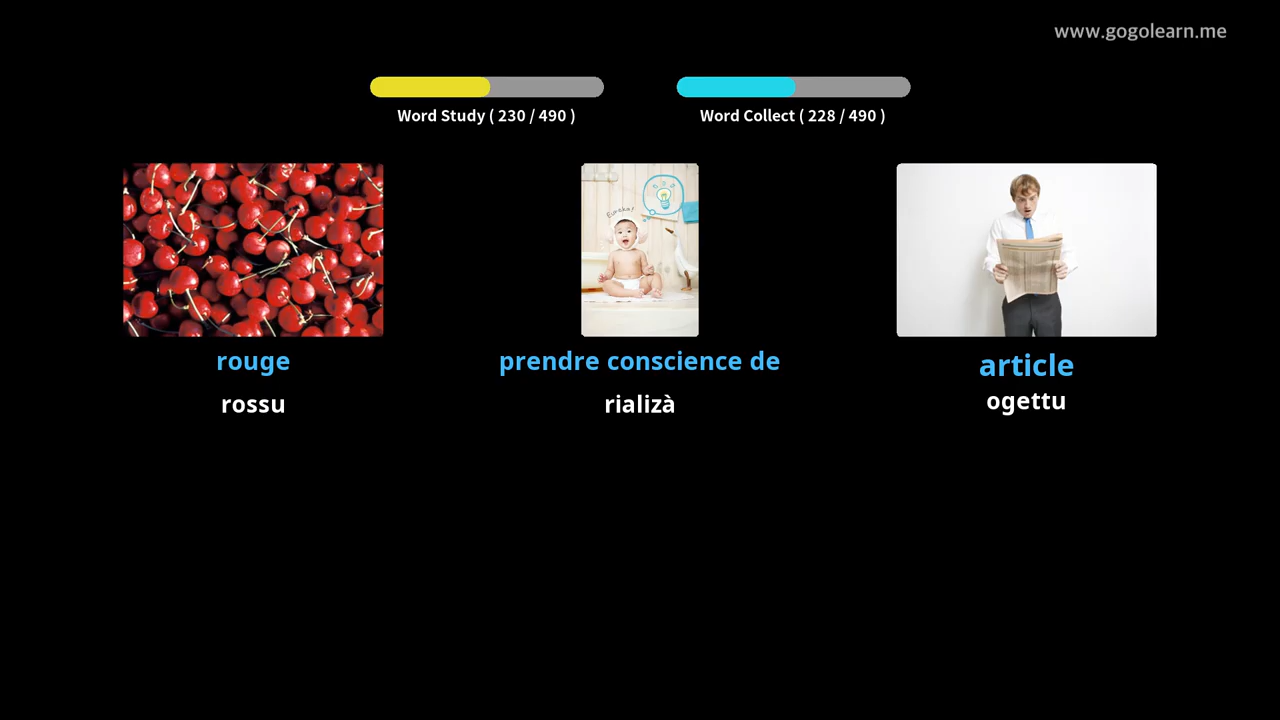 www.gogolearn.me
Word Study ( 230 / 490 )
Word Collect ( 228 / 490 )
Eureka!
rouge
prendre conscience de
article
rossu
rializà
ogettu